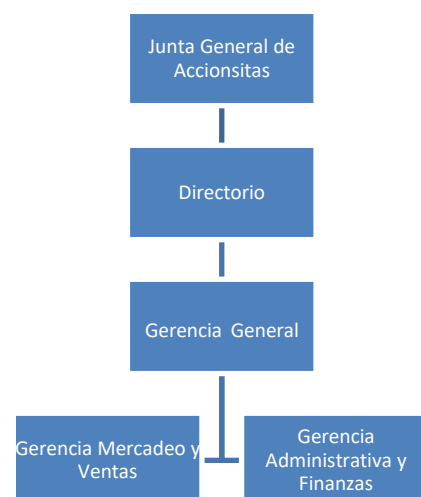 Junta General de
Accionsitas
Directorio
Gerencia General
Gerencia Mercadeo y
Ventas
Gerencia
Administrativa y
Finanzas